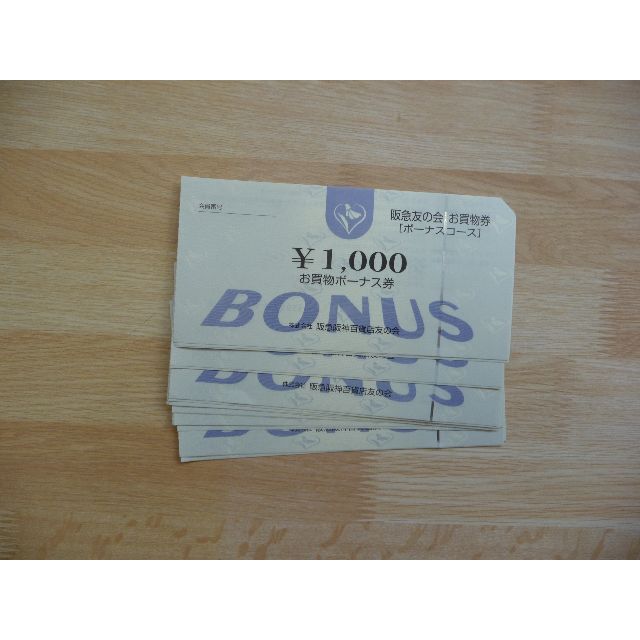 会員番号
阪急友の会 お買物券
[ボーナスコース]
¥1,000
お買物ボーナス券
BONUS
株式会社 阪急阪神百貨店友の会
BONUS
株式会社 阪急阪神百貨店友の会
BONUS